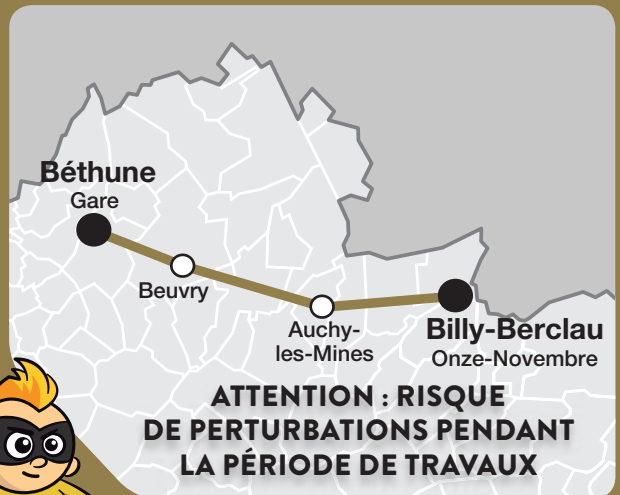 Béthune
Gare
Beuvry
Auchy-
les-Mines
Billy-Berclau
Onze-Novembre
ATTENTION : RISQUE
DE PERTURBATIONS PENDANT
LA PÉRIODE DE TRAVAUX